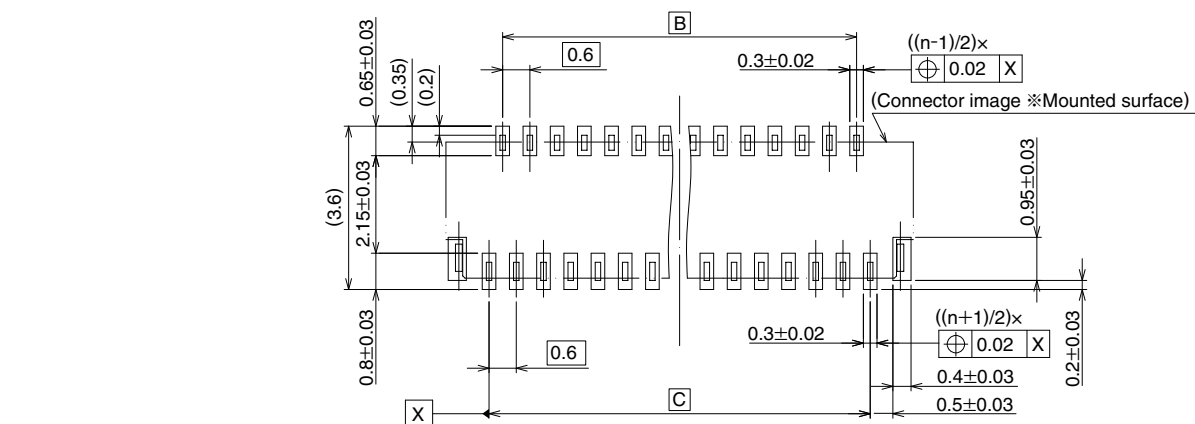 B
((n-1)/2)×
0.6
0.3±0.02
⌖ 0.02 X
0.65±0.03
(0.35)
(0.2)
(Connector image ※Mounted surface)
(3.6)
2.15±0.03
0.95±0.03
0.8±0.03
0.6
0.3±0.02
((n+1)/2)×
⌖ 0.02 X
0.2±0.03
0.4±0.03
X
C
0.5±0.03